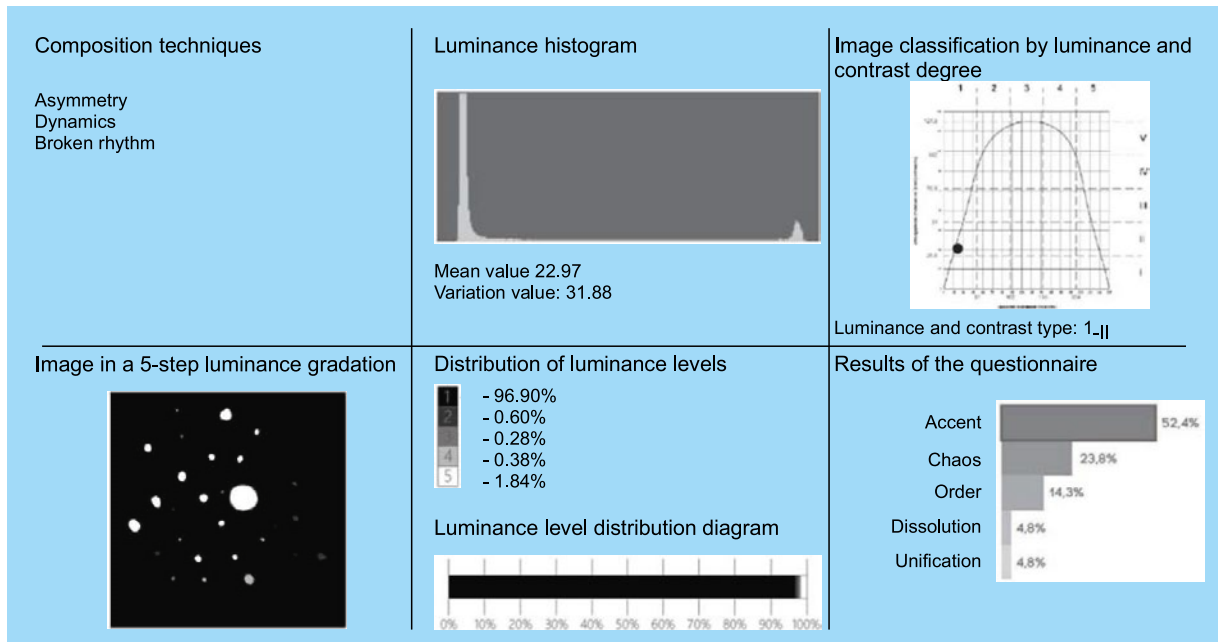 Composition techniques
Asymmetry
Dynamics
Broken rhythm
Luminance histogram
Mean value 22.97
Variation value: 31.88
Image classification by luminance and
contrast degree
1 2 3 4 5
V
IV
III
II
I
Luminance and contrast type: 1-II
Image in a 5-step luminance gradation
Distribution of luminance levels
1 - 96.90%
2 - 0.60%
3 - 0.28%
4 - 0.38%
5 - 1.84%
Luminance level distribution diagram
0% 10% 20% 30% 40% 50% 60% 70% 80% 90% 100%
Results of the questionnaire
Accent 52,4%
Chaos 23,8%
Order 14,3%
Dissolution 4,8%
Unification 4,8%